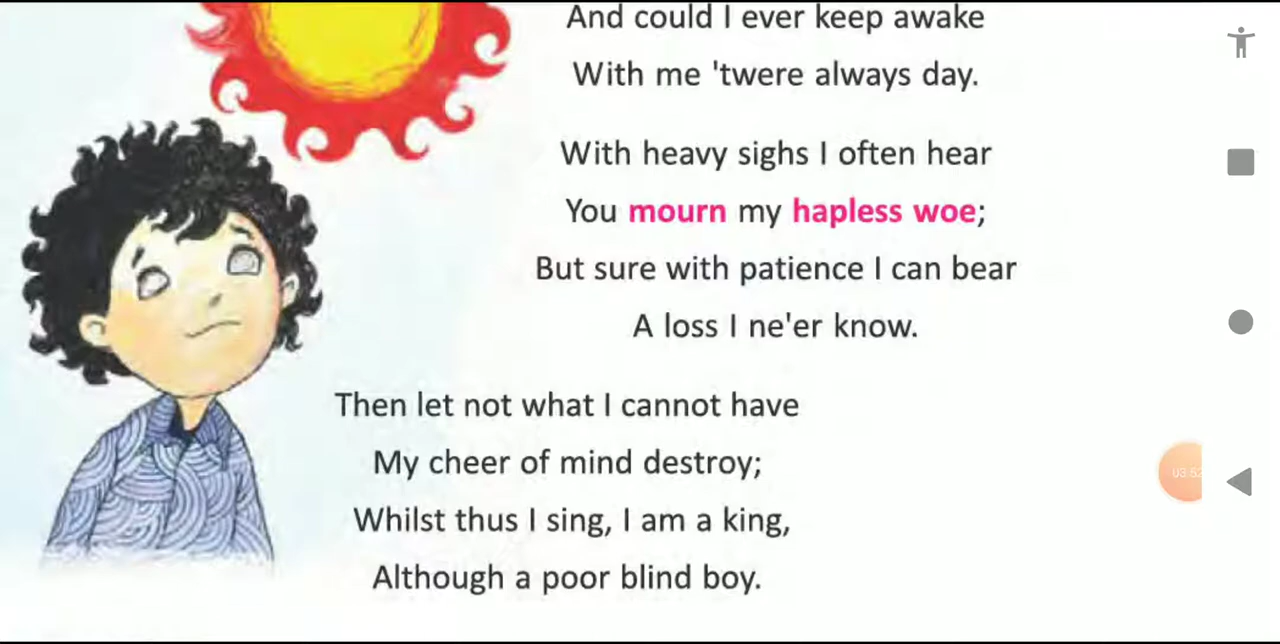 And could I ever keep awake
With me 'twere always day.
With heavy sighs I often hear
You mourn my hapless woe;
But sure with patience I can bear
A loss I ne'er know.
Then let not what I cannot have
My cheer of mind destroy;
Whilst thus I sing, I am a king,
Although a poor blind boy.
03:52